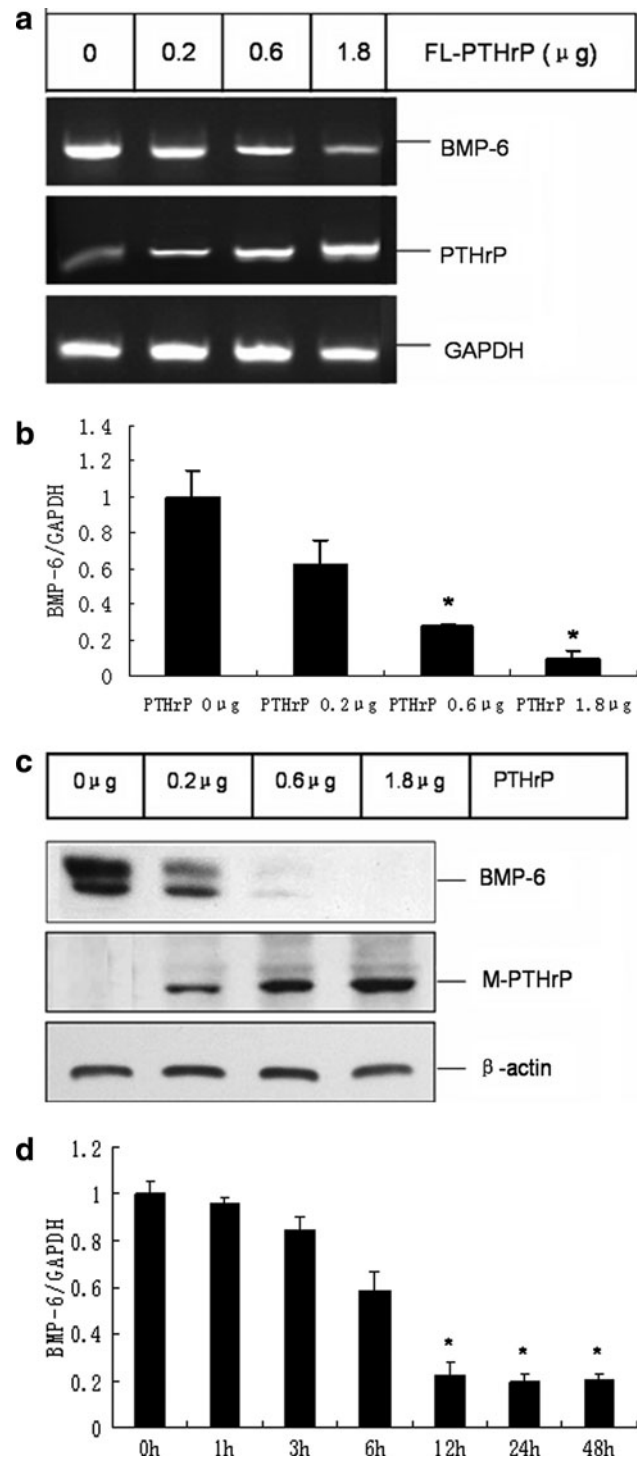 a
0 0.2 0.6 1.8 FL-PTHrP (μg)
BMP-6
PTHrP
GAPDH
b
BMP-6/GAPDH
1.4
1.2
1
0.8
0.6
0.4
0.2
0
*
*
PTHrP 0μg PTHrP 0.2μg PTHrP 0.6μg PTHrP 1.8μg
c
0μg 0.2μg 0.6μg 1.8μg PTHrP
BMP-6
M-PTHrP
β-actin
d
BMP-6/GAPDH
1.2
1
0.8
0.6
0.4
0.2
0
* * *
0h 1h 3h 6h 12h 24h 48h